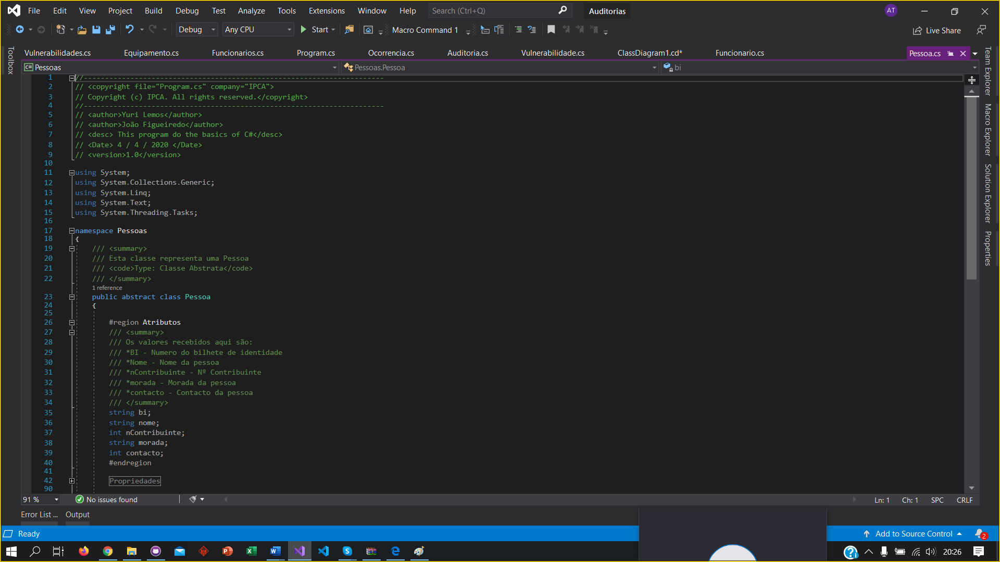 File Edit View Project Build Debug Test Analyze Tools Extensions Window Help Search (Ctrl+Q) Auditorias AT
Debug Any CPU Start Macro Command 1 Live Share
Toolbox
Vulnerabilidades.cs Equipamento.cs Funcionarios.cs Program.cs Ocorrencia.cs Auditoria.cs Vulnerabilidade.cs ClassDiagram1.cd* Funcionario.cs Pessoa.cs
C# Pessoas Pessoas.Pessoa bi
1 //-----------------------------------------------------------------------
2 // <copyright file="Program.cs" company="IPCA">
3 // Copyright (c) IPCA. All rights reserved.</copyright>
4 //-----------------------------------------------------------------------
5 // <author>Yuri Lemos</author>
6 // <author>João Figueiredo</author>
7 // <desc> This program do the basics of C#</desc>
8 // <Date> 4 / 4 / 2020 </Date>
9 // <version>1.0</version>
10
11 using System;
12 using System.Collections.Generic;
13 using System.Linq;
14 using System.Text;
15 using System.Threading.Tasks;
16
17 namespace Pessoas
18 {
19 /// <summary>
20 /// Esta classe representa uma Pessoa
21 /// <code>Type: Classe Abstrata</code>
22 /// </summary>
1 reference
23 public abstract class Pessoa
24 {
25
26 #region Atributos
27 /// <summary>
28 /// Os valores recebidos aqui são:
29 /// *BI - Numero do bilhete de identidade
30 /// *Nome - Nome da pessoa
31 /// *nContribuinte - Nº Contribuinte
32 /// *morada - Morada da pessoa
33 /// *contacto - Contacto da pessoa
34 /// </summary>
35 string bi;
36 string nome;
37 int nContribuinte;
38 string morada;
39 int contacto;
40 #endregion
41
42 Propriedades
90
Team Explorer
Macro Explorer
Solution Explorer
Properties
91 % No issues found Ln: 1 Ch: 1 SPC CRLF
Error List ... Output
Ready Add to Source Control 2
20:26